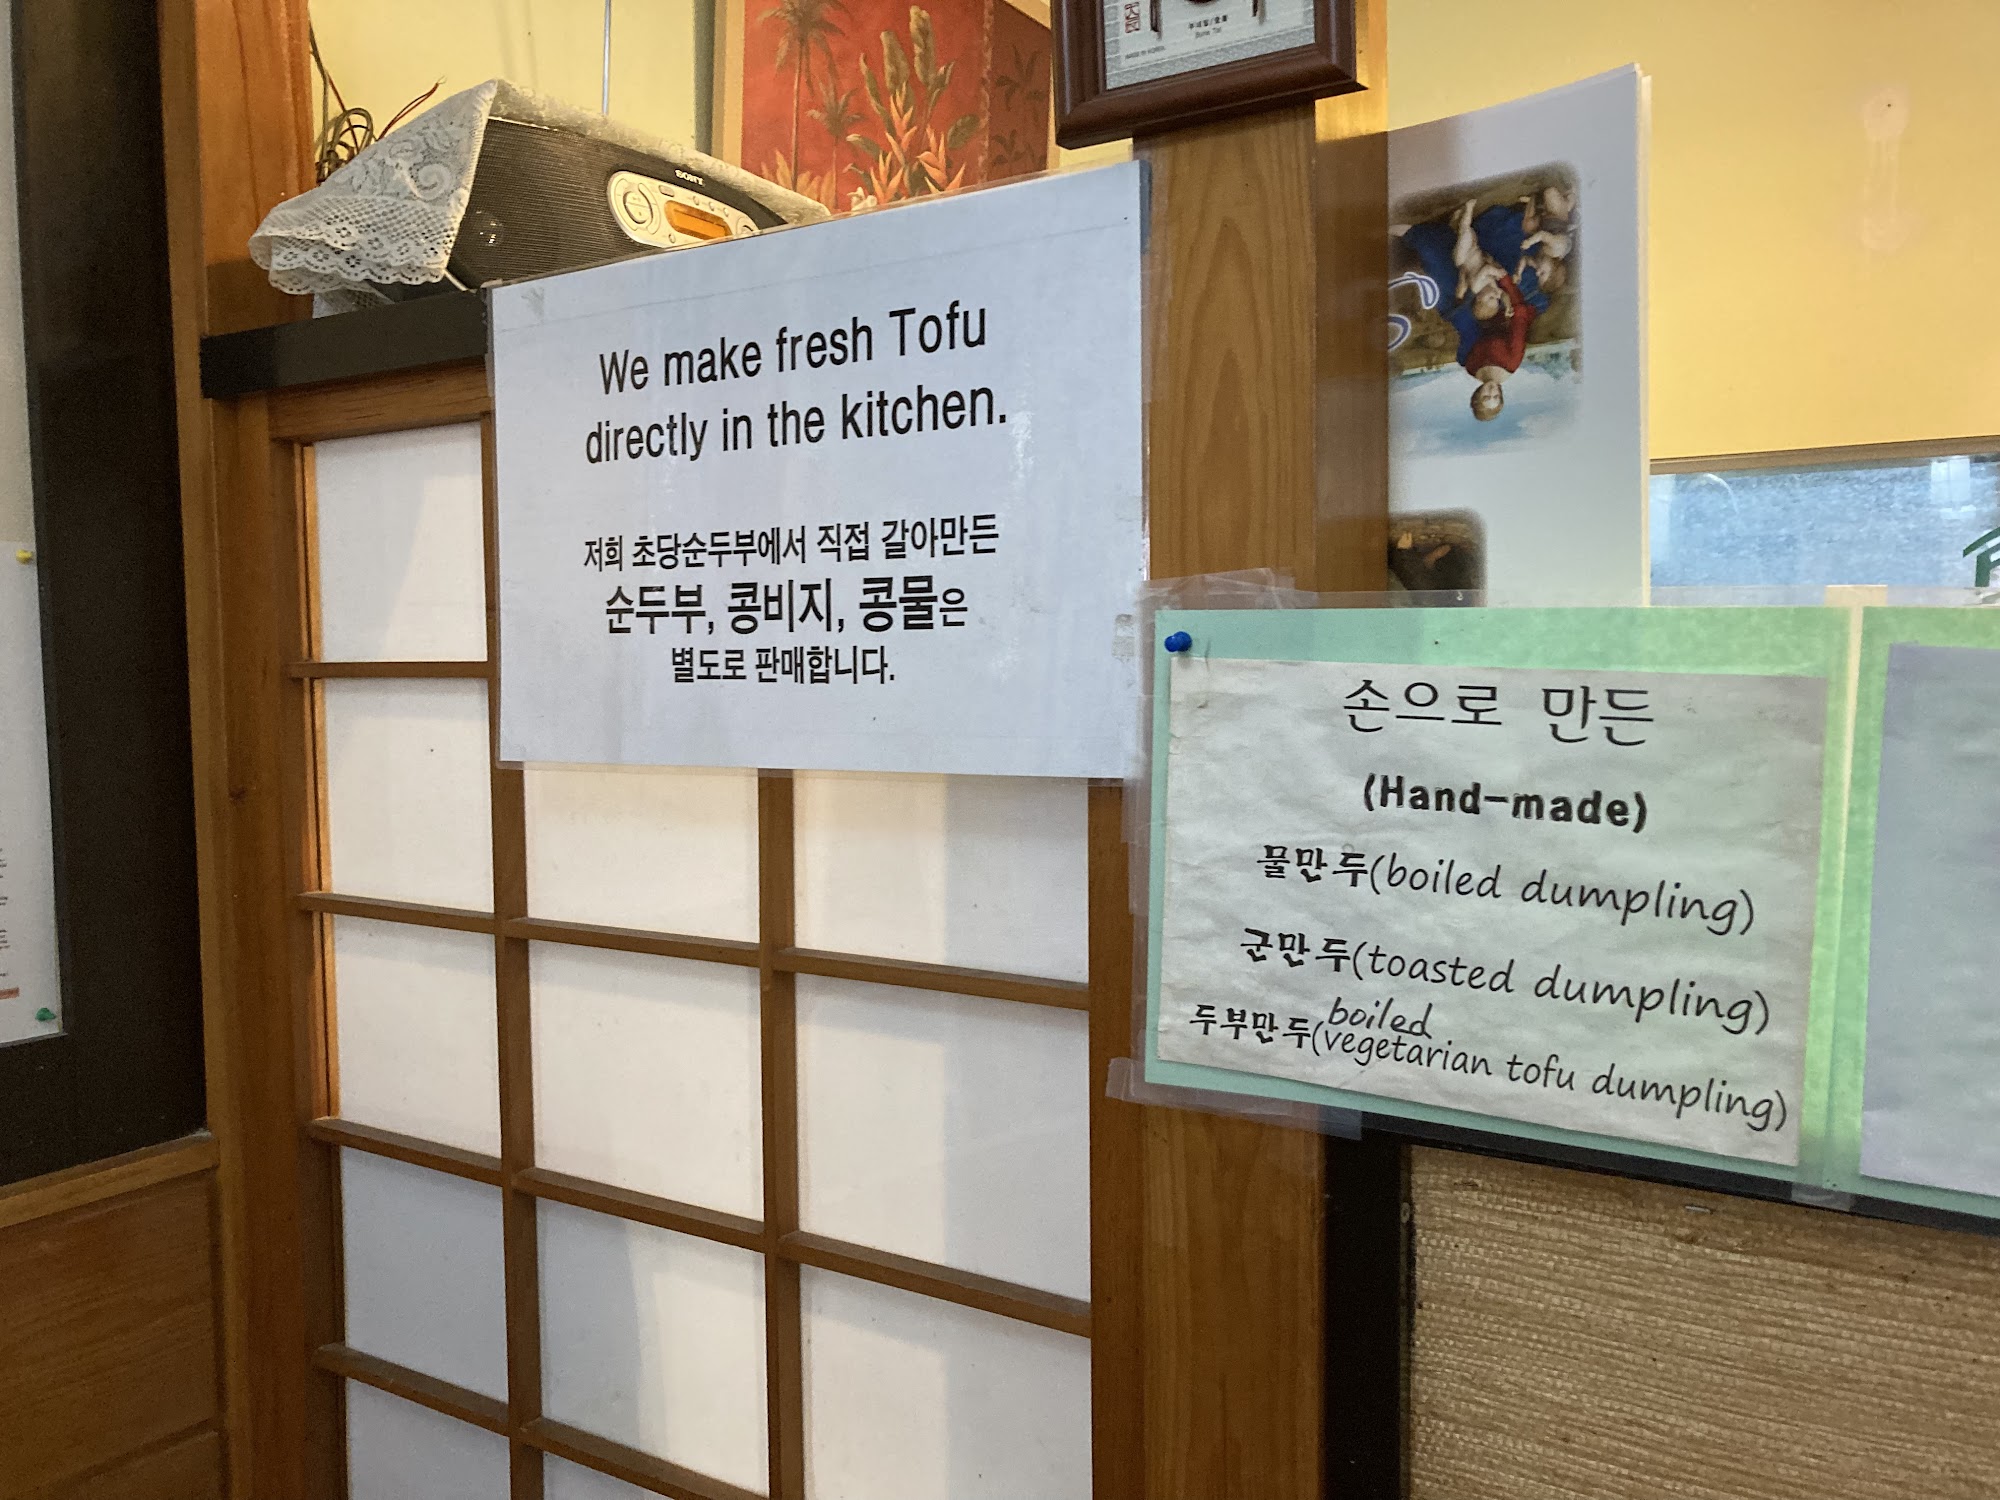 SONY
We make fresh Tofu
directly in the kitchen.
저희 초당순두부에서 직접 갈아만든
순두부, 콩비지, 콩물은
별도로 판매합니다.
손으로 만든
(Hand-made)
물만두(boiled dumpling)
군만두(toasted dumpling)
boiled
두부만두(vegetarian tofu dumpling)